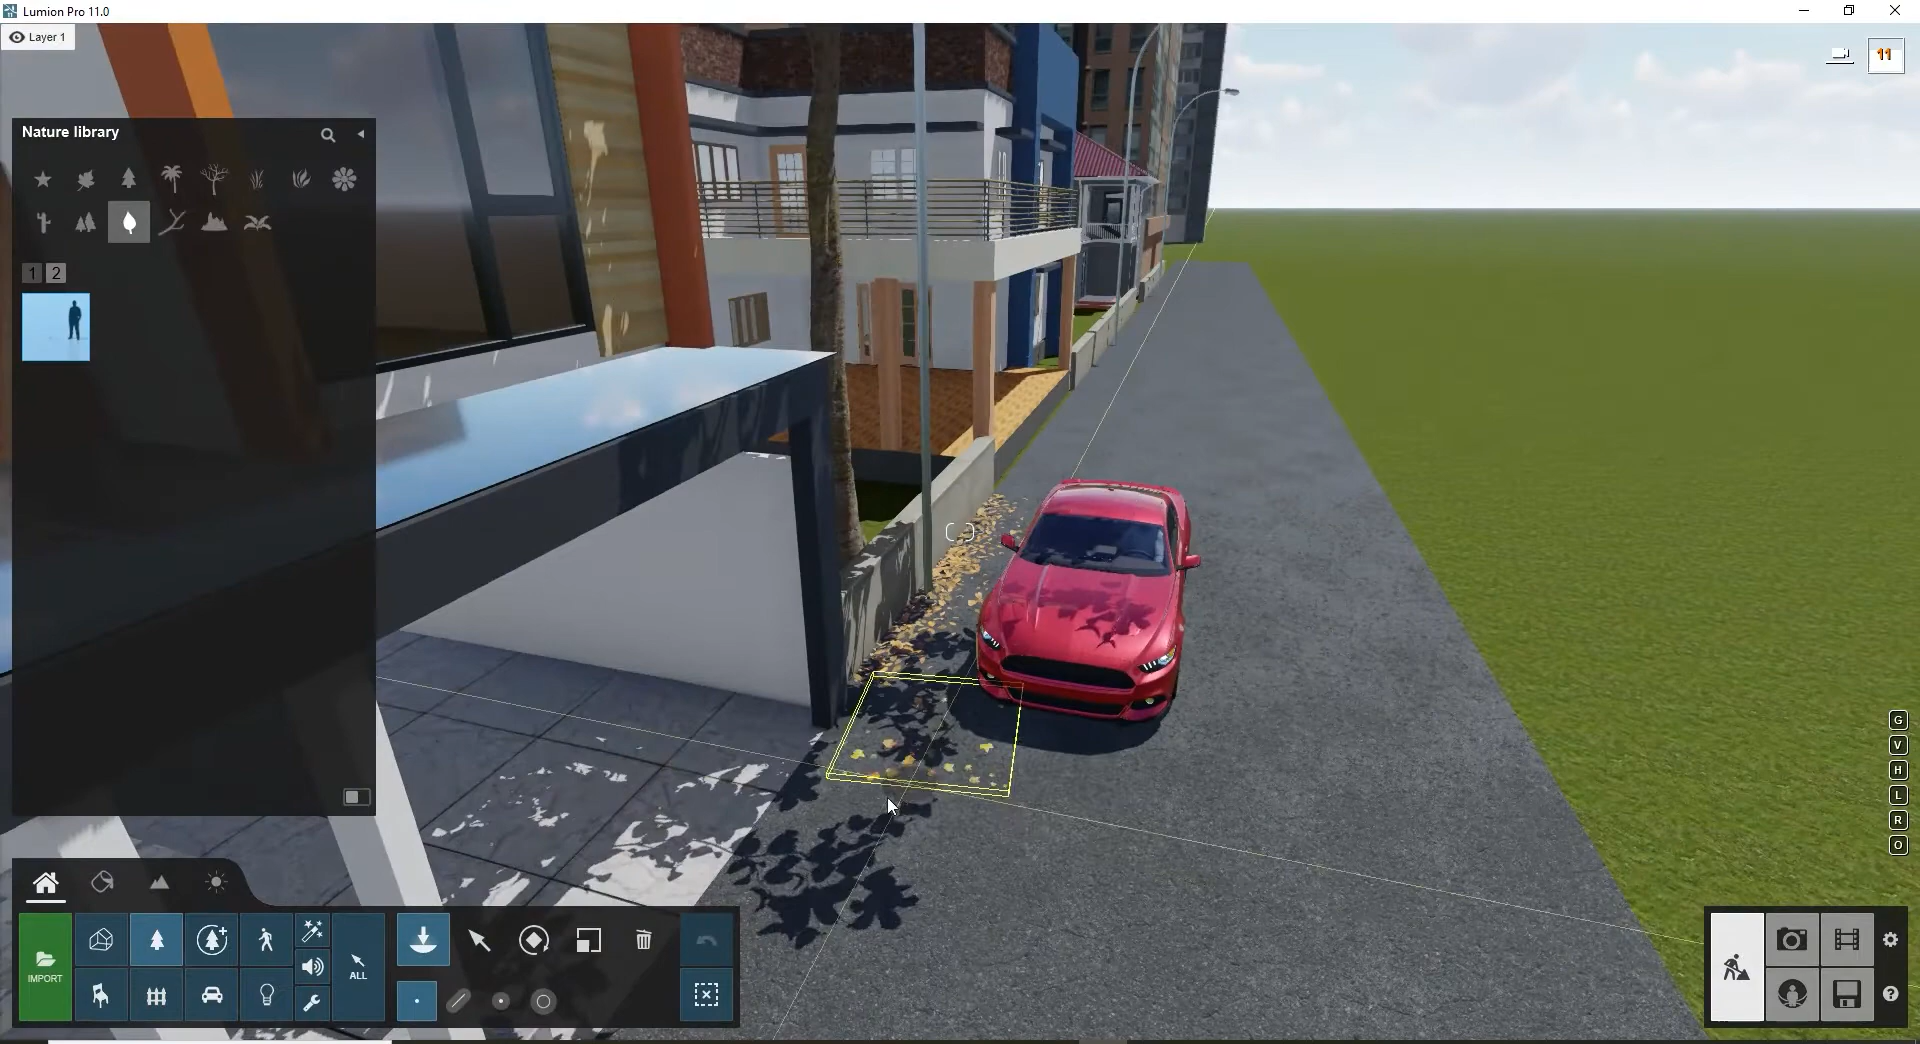 Lumion Pro 11.0
Layer 1
11
Nature library
1 2
G
V
H
L
R
O
IMPORT
ALL
?